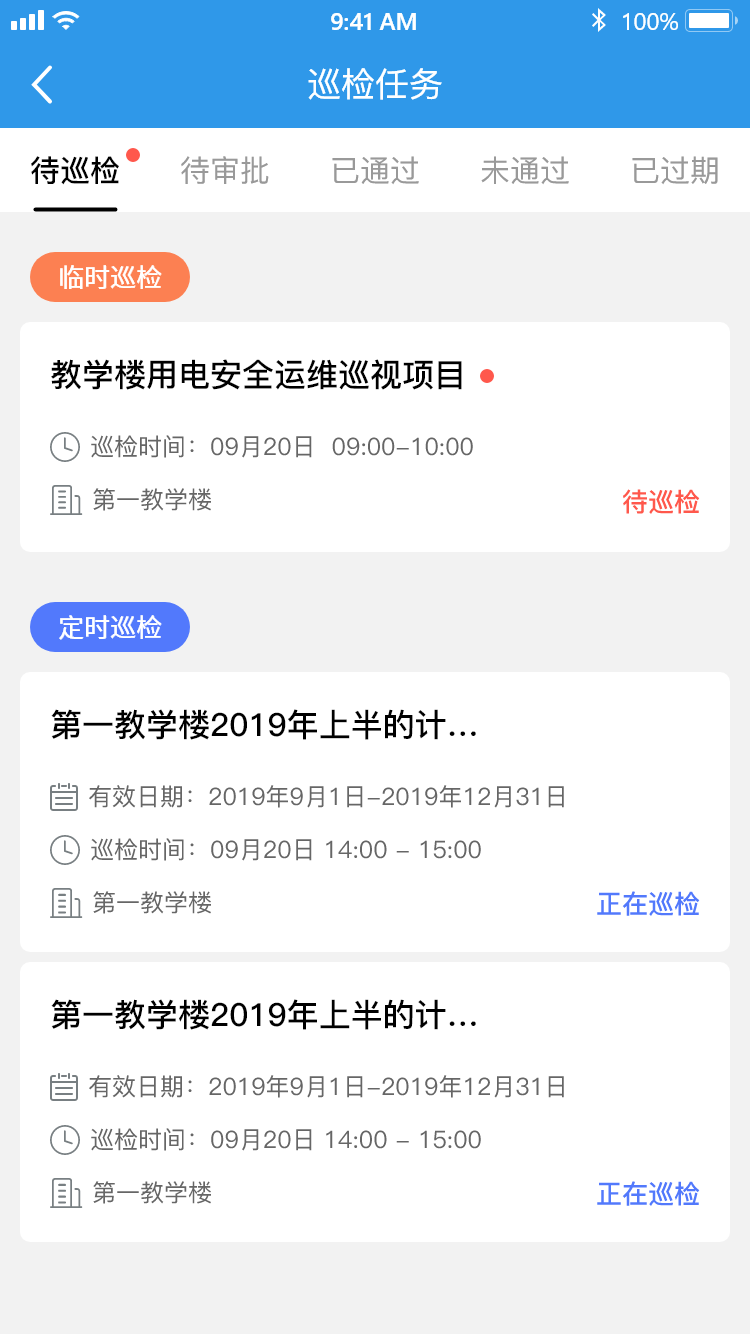 9:41 AM 100%
巡检任务
待巡检 待审批 已通过 未通过 已过期
临时巡检
教学楼用电安全运维巡视项目
巡检时间：09月20日 09:00-10:00
第一教学楼 待巡检
定时巡检
第一教学楼2019年上半的计...
有效日期：2019年9月1日-2019年12月31日
巡检时间：09月20日 14:00 - 15:00
第一教学楼 正在巡检
第一教学楼2019年上半的计...
有效日期：2019年9月1日-2019年12月31日
巡检时间：09月20日 14:00 - 15:00
第一教学楼 正在巡检